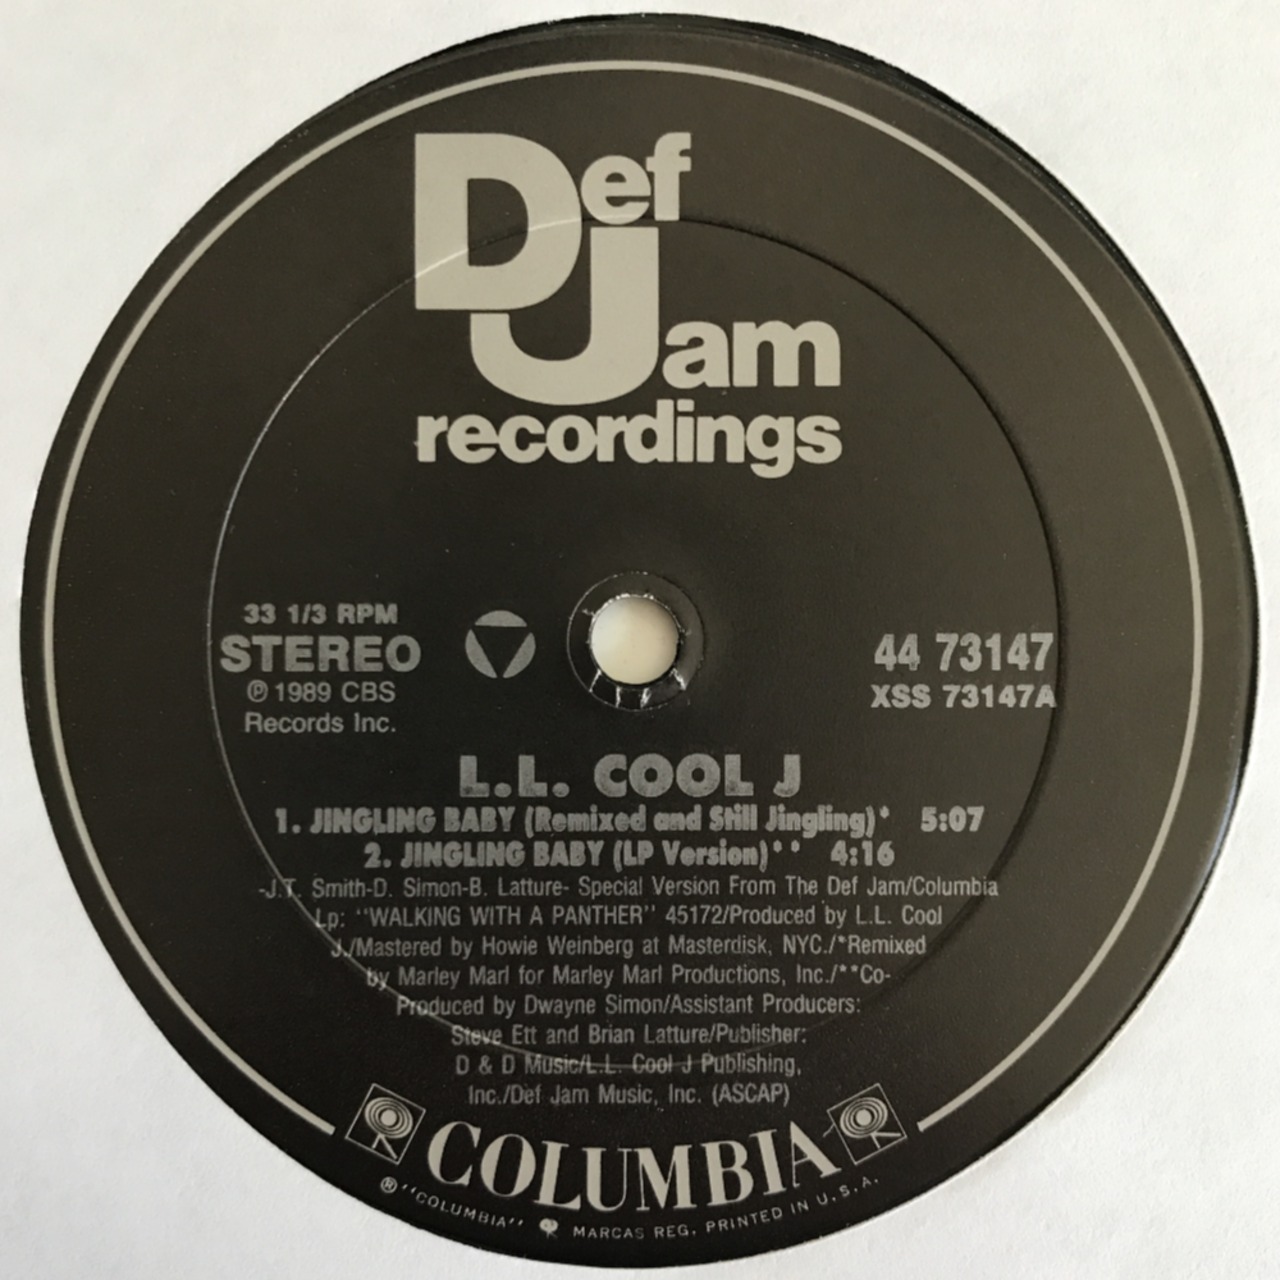 Def
Jam
recordings
33 1/3 RPM
STEREO
℗ 1989 CBS
Records Inc.
44 73147
XSS 73147A
L.L. COOL J
1. JINGLING BABY (Remixed and Still Jingling)* 5:07
2. JINGLING BABY (LP Version)** 4:16
-J.T. Smith-D. Simon-B. Latture- Special Version From The Def Jam/Columbia
Lp: "WALKING WITH A PANTHER" 45172/Produced by L.L. Cool
J./Mastered by Howie Weinberg at Masterdisk, NYC./*Remixed
by Marley Marl for Marley Marl Productions, Inc./**Co-
Produced by Dwayne Simon/Assistant Producers:
Steve Ett and Brian Latture/Publisher:
D & D Music/L.L. Cool J Publishing,
Inc./Def Jam Music, Inc. (ASCAP)
COLUMBIA
® "COLUMBIA" MARCAS REG. PRINTED IN U.S.A.